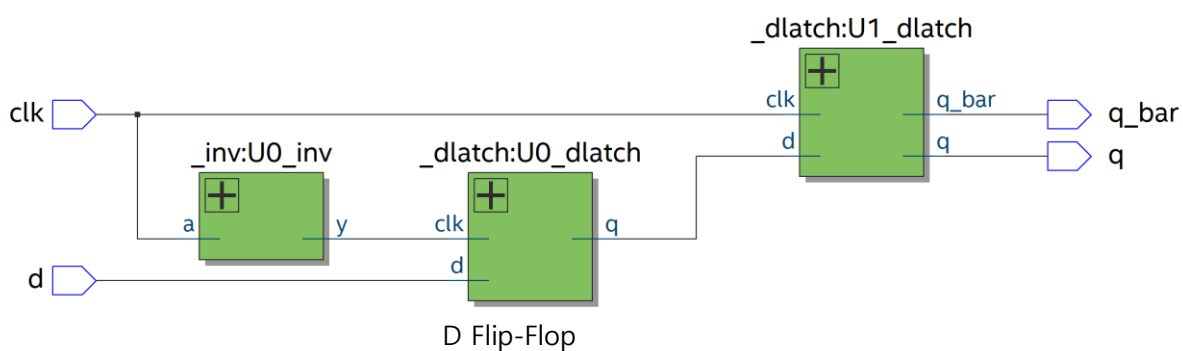 _dlatch:U1_dlatch
clk
clk
q_bar
q_bar
d
q
q
_inv:U0_inv
_dlatch:U0_dlatch
a
y
clk
q
d
d
D Flip-Flop